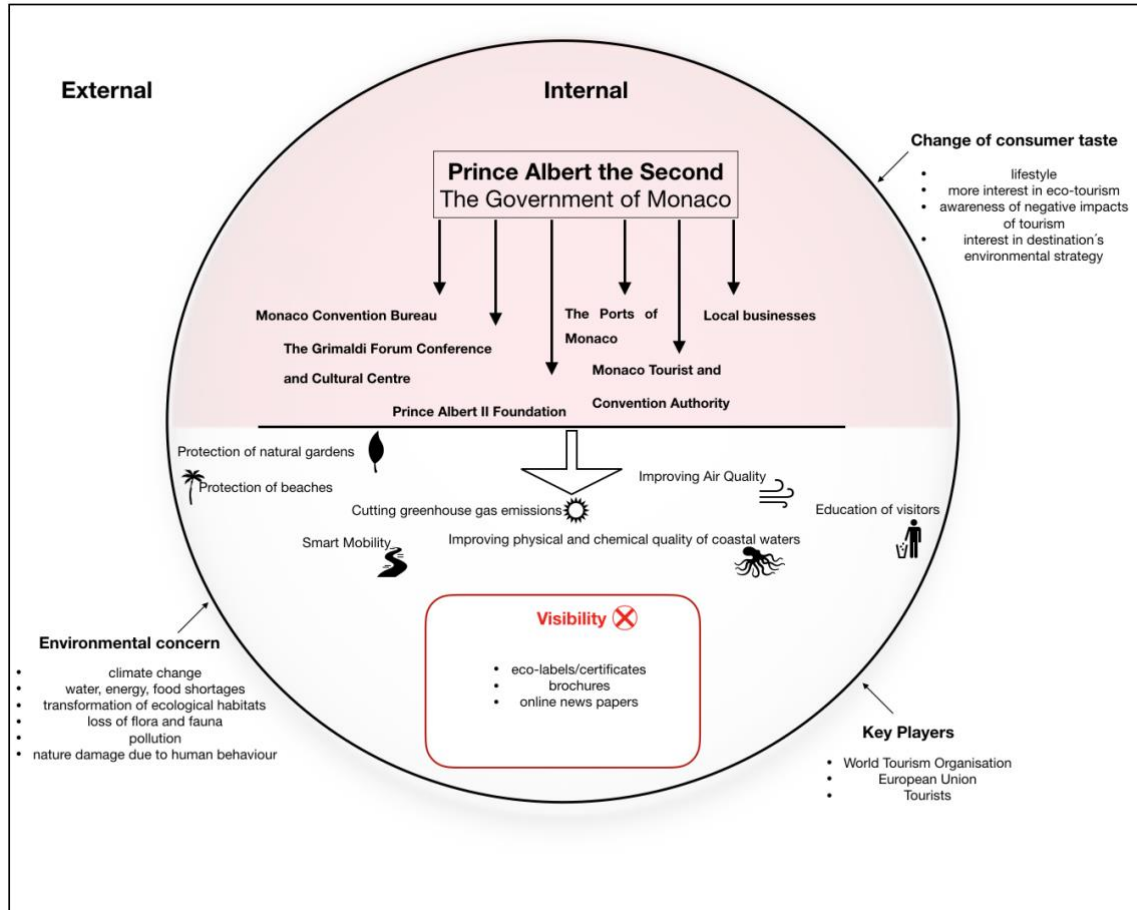 External
Internal
Prince Albert the Second
The Government of Monaco
Change of consumer taste
• lifestyle
• more interest in eco-tourism
• awareness of negative impacts
of tourism
• interest in destination´s
environmental strategy
Monaco Convention Bureau
The Grimaldi Forum Conference
and Cultural Centre
Prince Albert II Foundation
The Ports of
Monaco
Monaco Tourist and
Convention Authority
Local businesses
Protection of natural gardens
Protection of beaches
Cutting greenhouse gas emissions
Smart Mobility
Improving Air Quality
Improving physical and chemical quality of coastal waters
Education of visitors
Visibility
• eco-labels/certificates
• brochures
• online news papers
Environmental concern
• climate change
• water, energy, food shortages
• transformation of ecological habitats
• loss of flora and fauna
• pollution
• nature damage due to human behaviour
Key Players
• World Tourism Organisation
• European Union
• Tourists